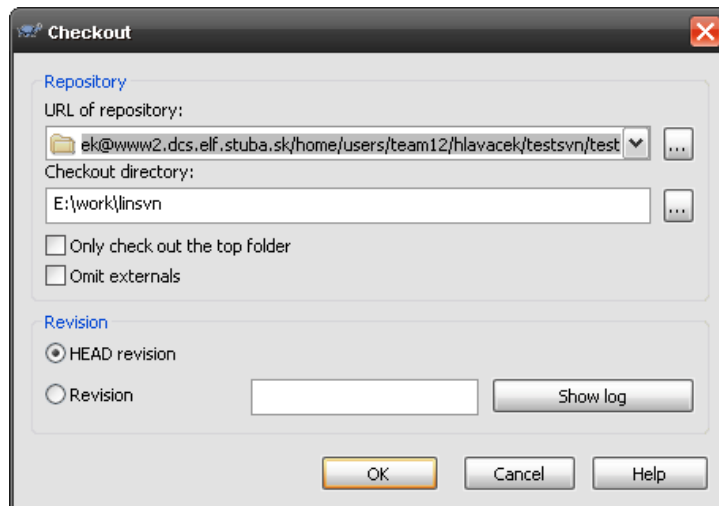 Checkout
Repository
URL of repository:
ek@www2.dcs.elf.stuba.sk/home/users/team12/hlavacek/testsvn/test
...
Checkout directory:
E:\work\linsvn
...
Only check out the top folder
Omit externals
Revision
HEAD revision
Revision
Show log
OK
Cancel
Help